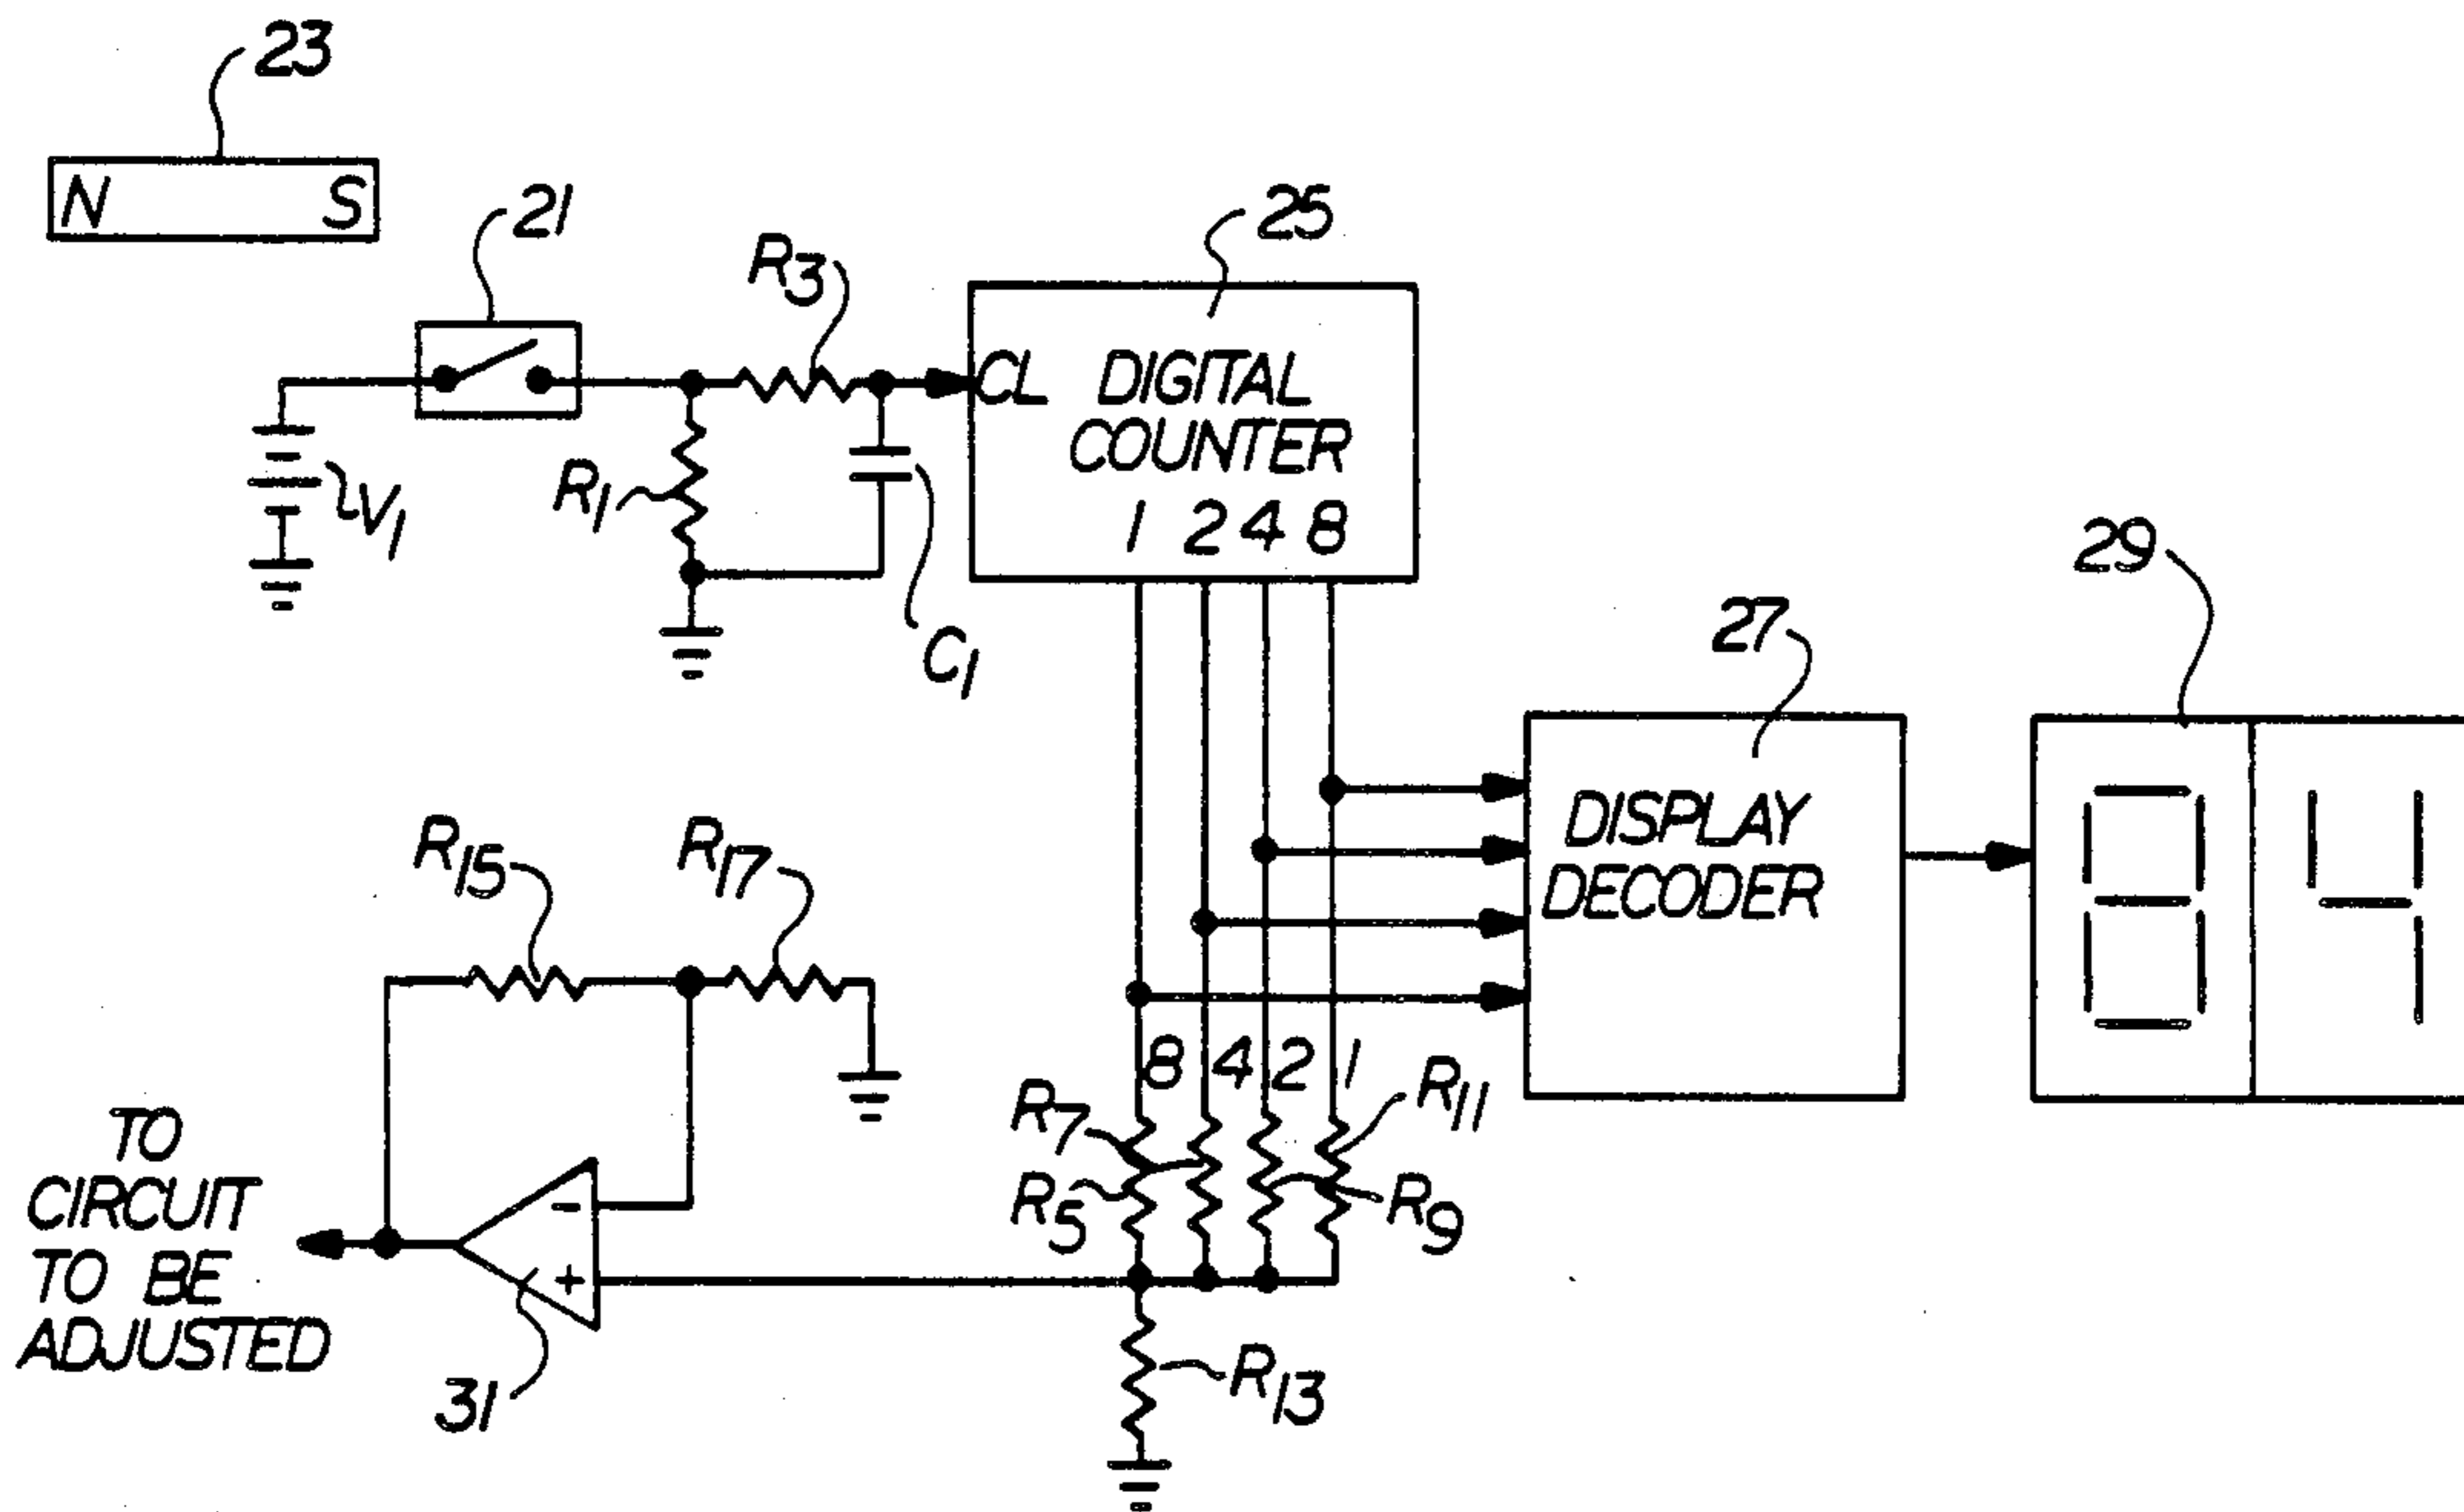 23
N S
21
R3
25
CL DIGITAL
COUNTER
1 2 4 8
V1
R1
C1
27
29
84
DISPLAY
DECODER
R15
R17
8 4 2 1
R7
R5
R11
R9
R13
-
+
31
TO
CIRCUIT
TO BE
ADJUSTED